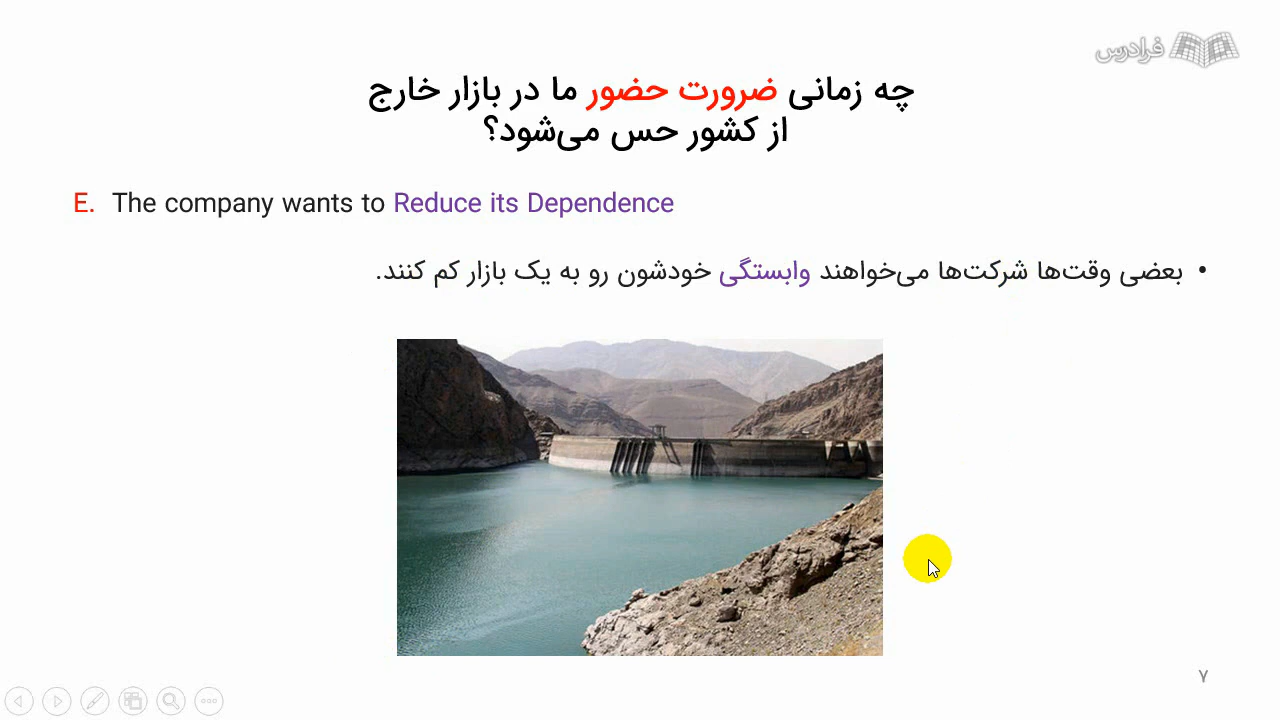 فرادرس
چه زمانی ضرورت حضور ما در بازار خارج
از کشور حس می‌شود؟
E. The company wants to Reduce its Dependence
• بعضی وقت‌ها شرکت‌ها می‌خواهند وابستگی خودشون رو به یک بازار کم کنند.
۷